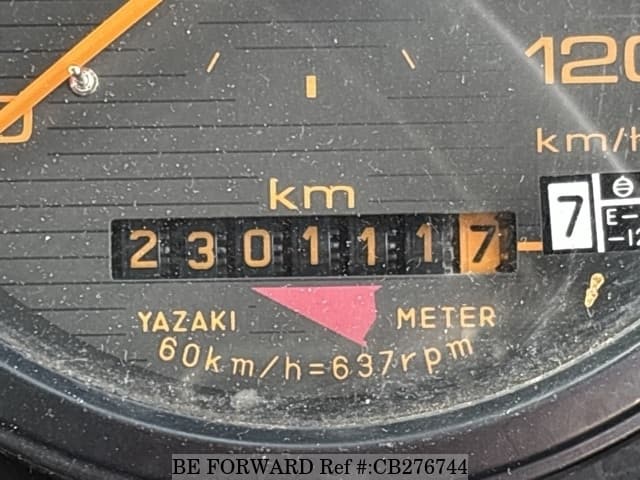 120
km/h
km
2301117
7
E-
-12
YAZAKI METER
60km/h=637rpm
BE FORWARD Ref #:CB276744